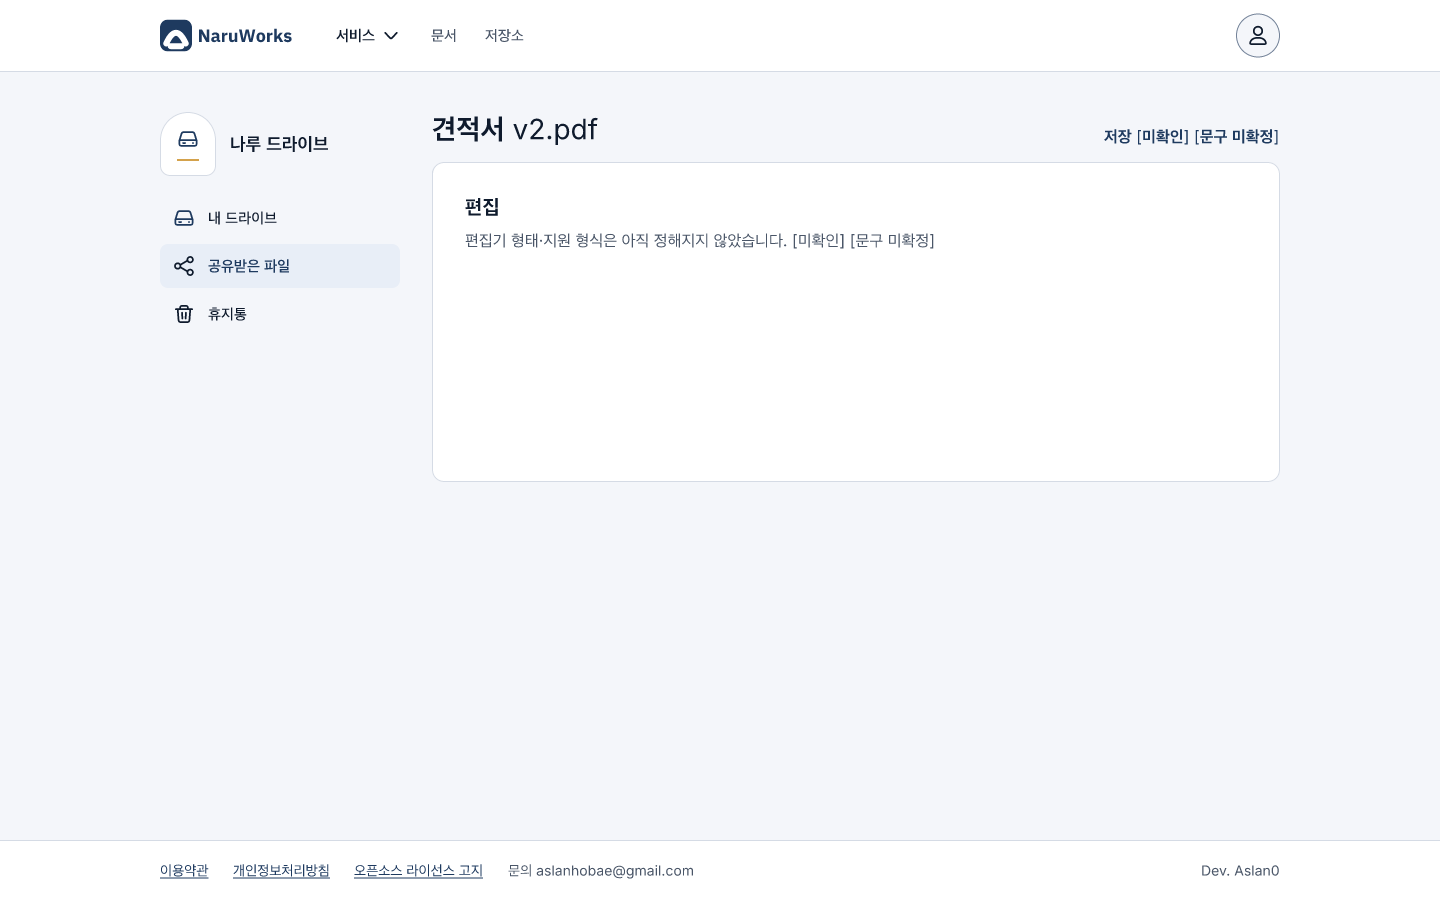 NaruWorks
서비스
문서
저장소
나루 드라이브
내 드라이브
공유받은 파일
휴지통
견적서 v2.pdf
저장 [미확인] [문구 미확정]
편집
편집기 형태·지원 형식은 아직 정해지지 않았습니다. [미확인] [문구 미확정]
이용약관
개인정보처리방침
오픈소스 라이선스 고지
문의 aslanhobae@gmail.com
Dev. Aslan0